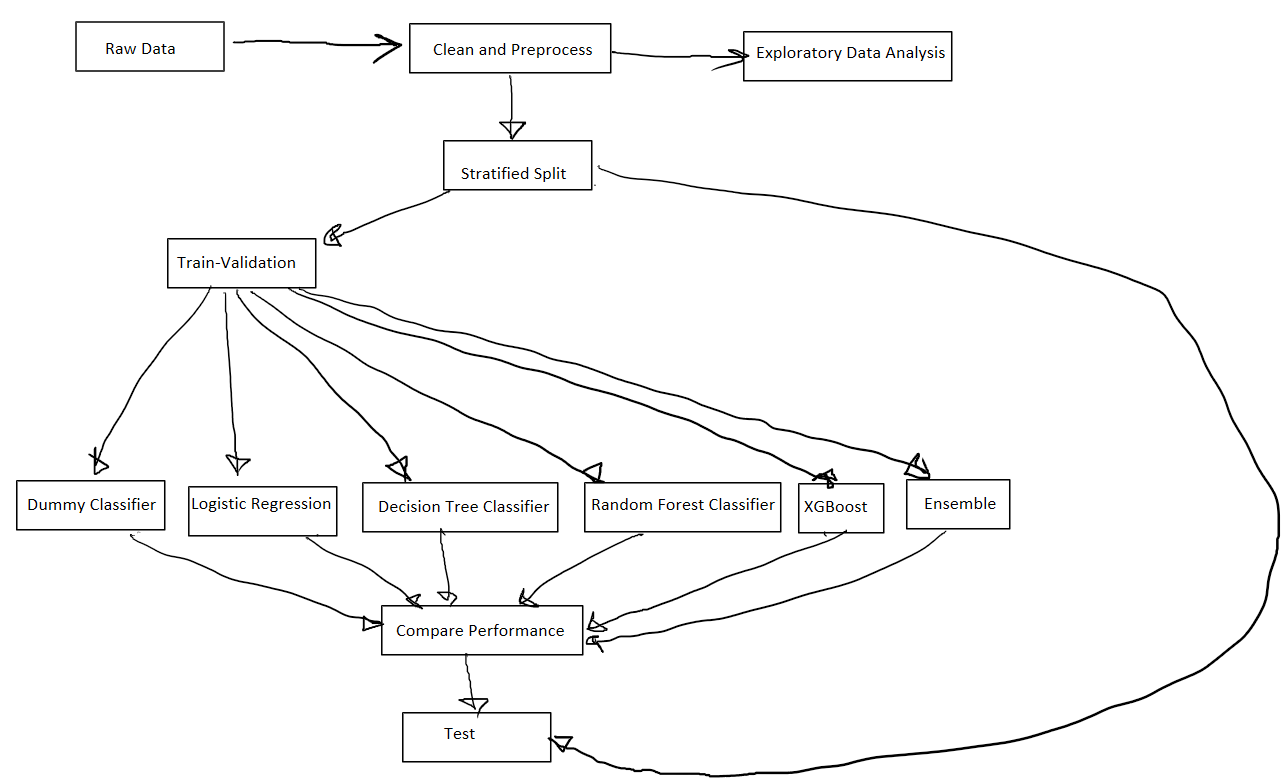 Raw Data
Clean and Preprocess
Exploratory Data Analysis
Stratified Split
Train-Validation
Dummy Classifier
Logistic Regression
Decision Tree Classifier
Random Forest Classifier
XGBoost
Ensemble
Compare Performance
Test